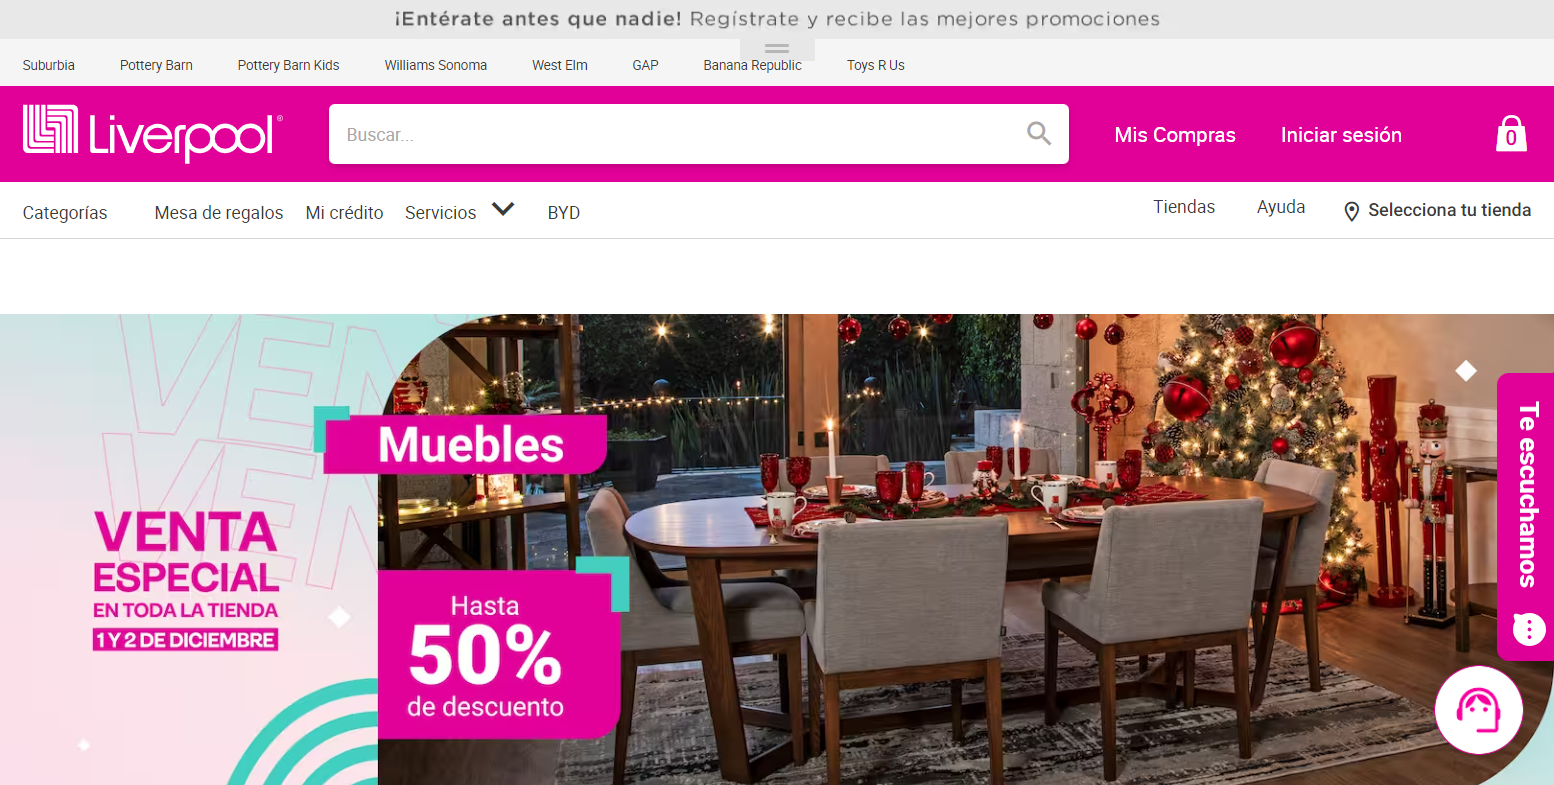 ¡Entérate antes que nadie! Regístrate y recibe las mejores promociones
Suburbia Pottery Barn Pottery Barn Kids Williams Sonoma West Elm GAP Banana Republic Toys R Us
Liverpool® Buscar... Mis Compras Iniciar sesión 0
Categorías Mesa de regalos Mi crédito Servicios BYD Tiendas Ayuda Selecciona tu tienda
VEN
VEN
VEN
Muebles
VENTA
ESPECIAL
EN TODA LA TIENDA
1 Y 2 DE DICIEMBRE
Hasta
50%
de descuento
Te escuchamos